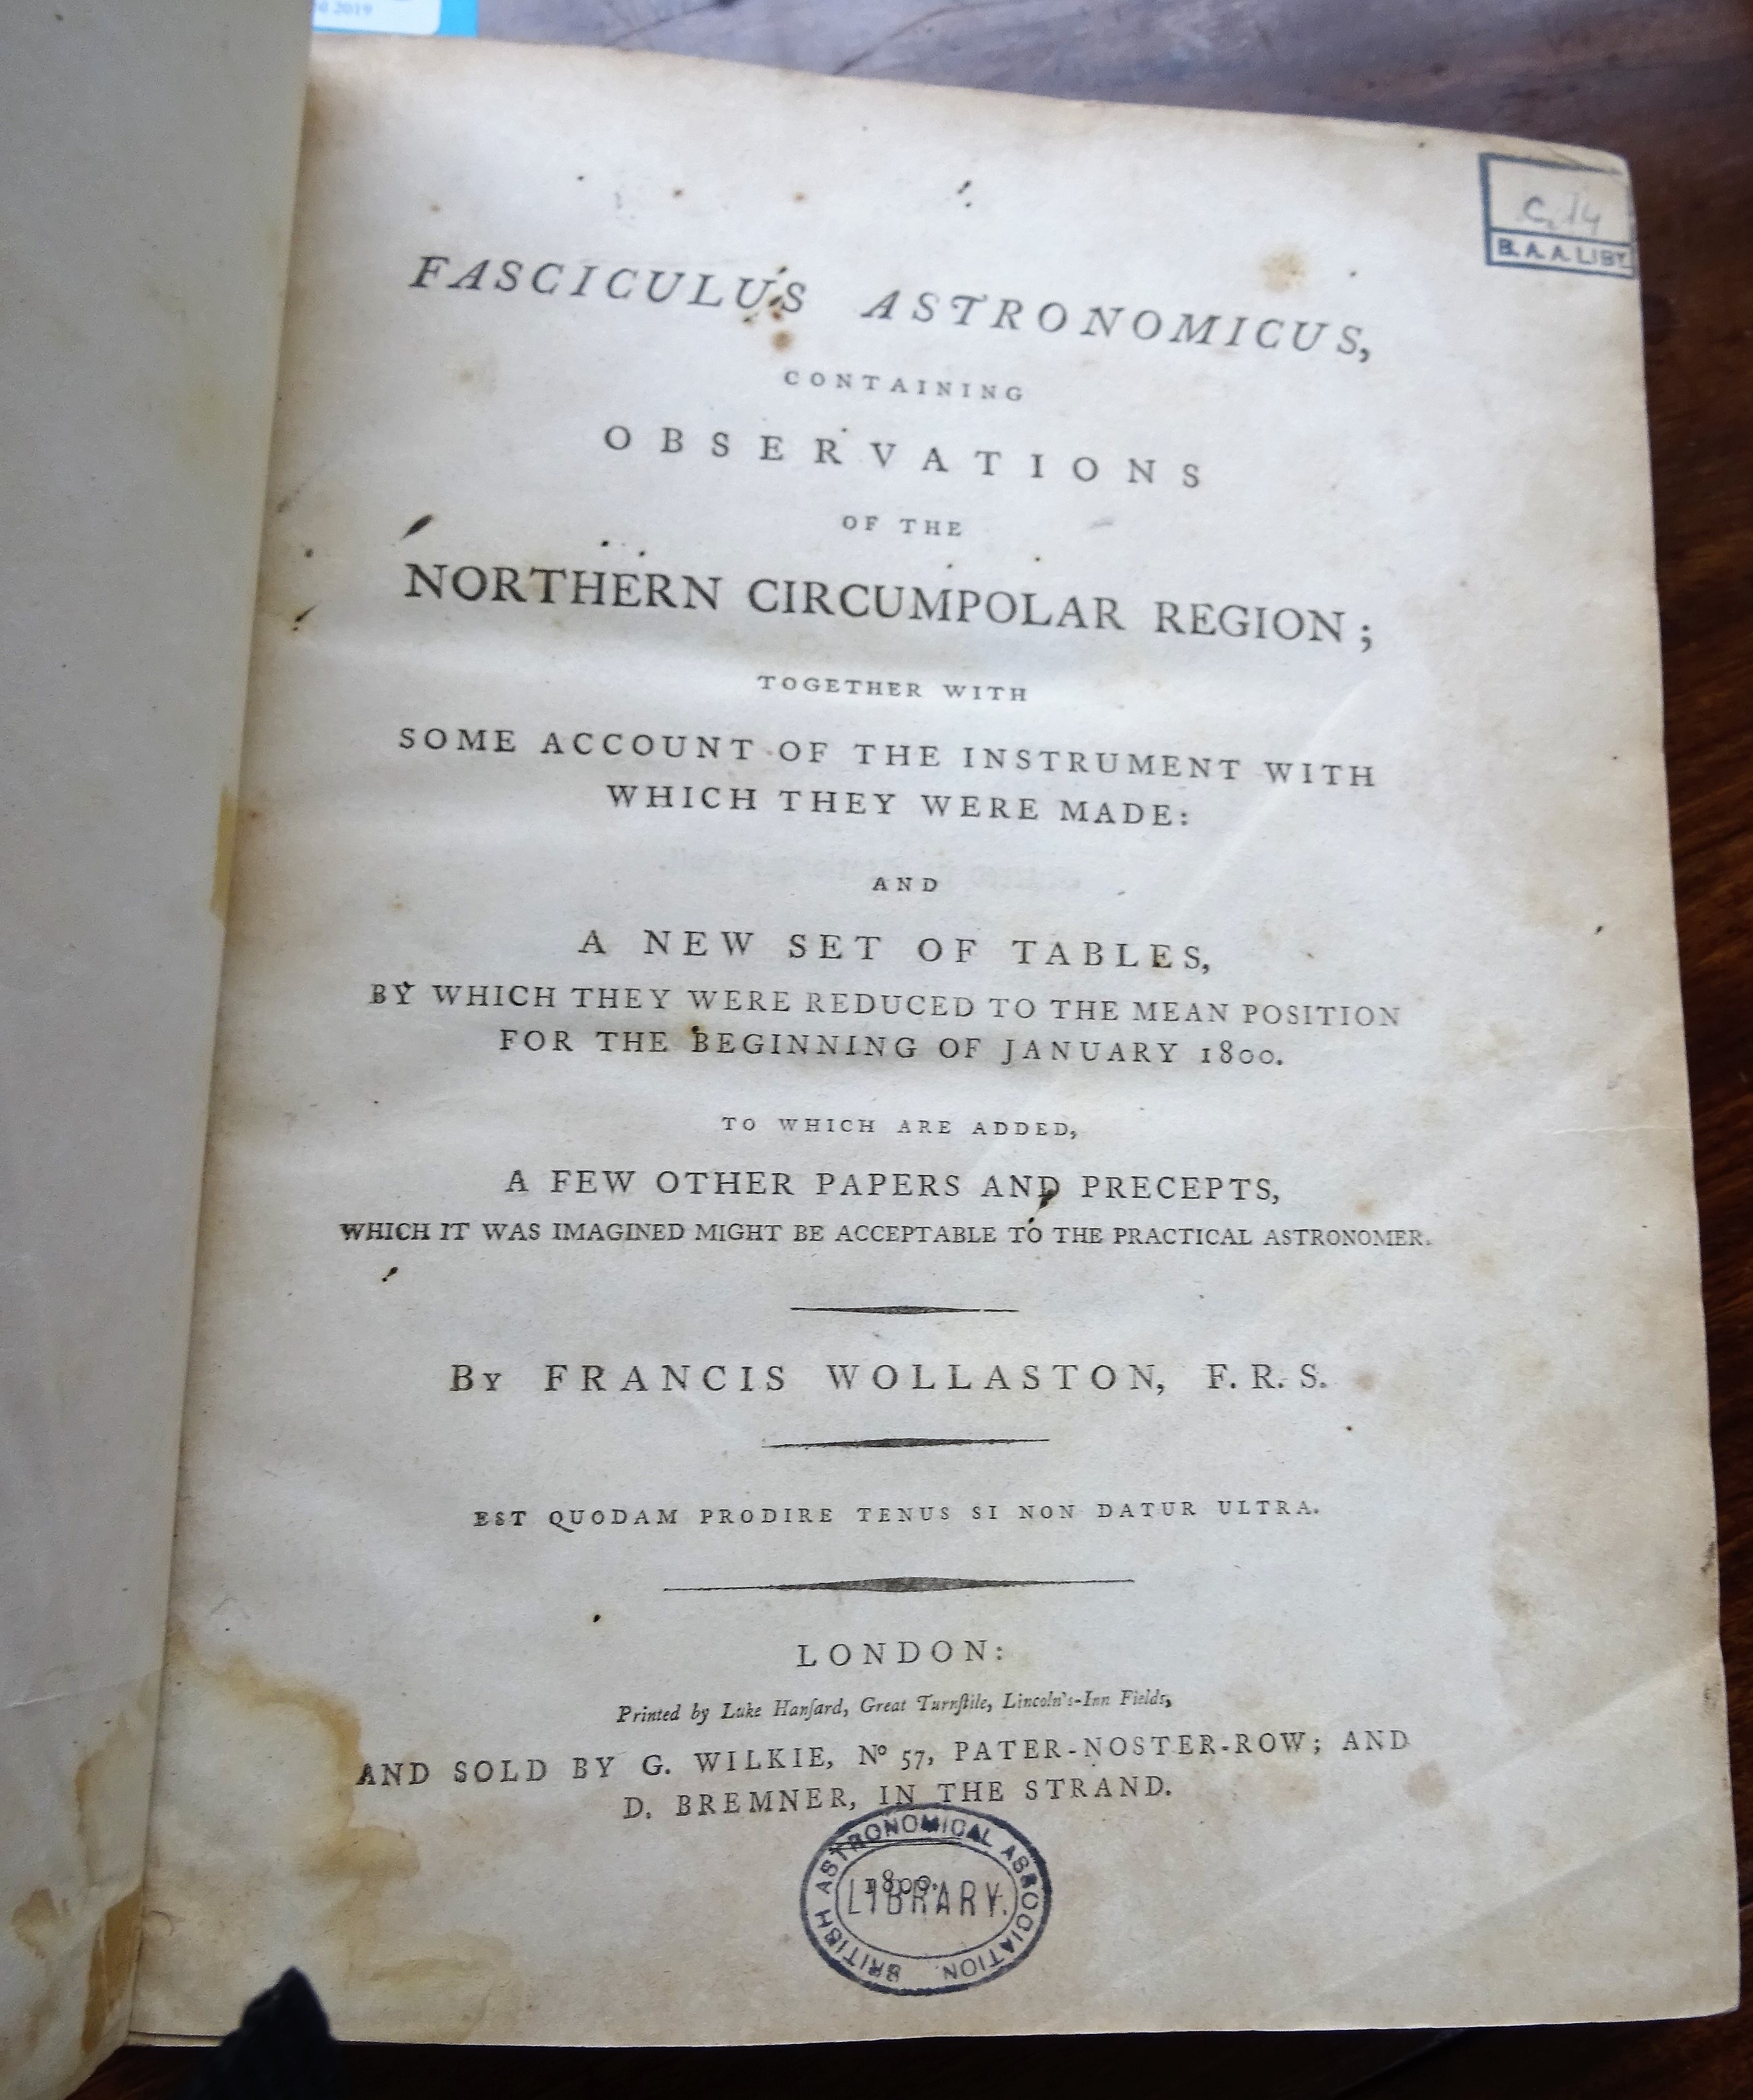 2019
C. 14
B. A. A. LIBY.
FASCICULUS ASTRONOMICUS,
CONTAINING
OBSERVATIONS
OF THE
NORTHERN CIRCUMPOLAR REGION;
TOGETHER WITH
SOME ACCOUNT OF THE INSTRUMENT WITH
WHICH THEY WERE MADE:
AND
A NEW SET OF TABLES,
BY WHICH THEY WERE REDUCED TO THE MEAN POSITION
FOR THE BEGINNING OF JANUARY 1800.
TO WHICH ARE ADDED,
A FEW OTHER PAPERS AND PRECEPTS,
WHICH IT WAS IMAGINED MIGHT BE ACCEPTABLE TO THE PRACTICAL ASTRONOMER.
By FRANCIS WOLLASTON, F. R. S.
EST QUODAM PRODIRE TENUS SI NON DATUR ULTRA.
LONDON:
Printed by Luke Hanſard, Great Turnſtile, Lincoln's-Inn Fields,
AND SOLD BY G. WILKIE, Nº 57, PATER-NOSTER-ROW; AND
D. BREMNER, IN THE STRAND.
1800.
BRITISH ASTRONOMICAL ASSOCIATION
LIBRARY.